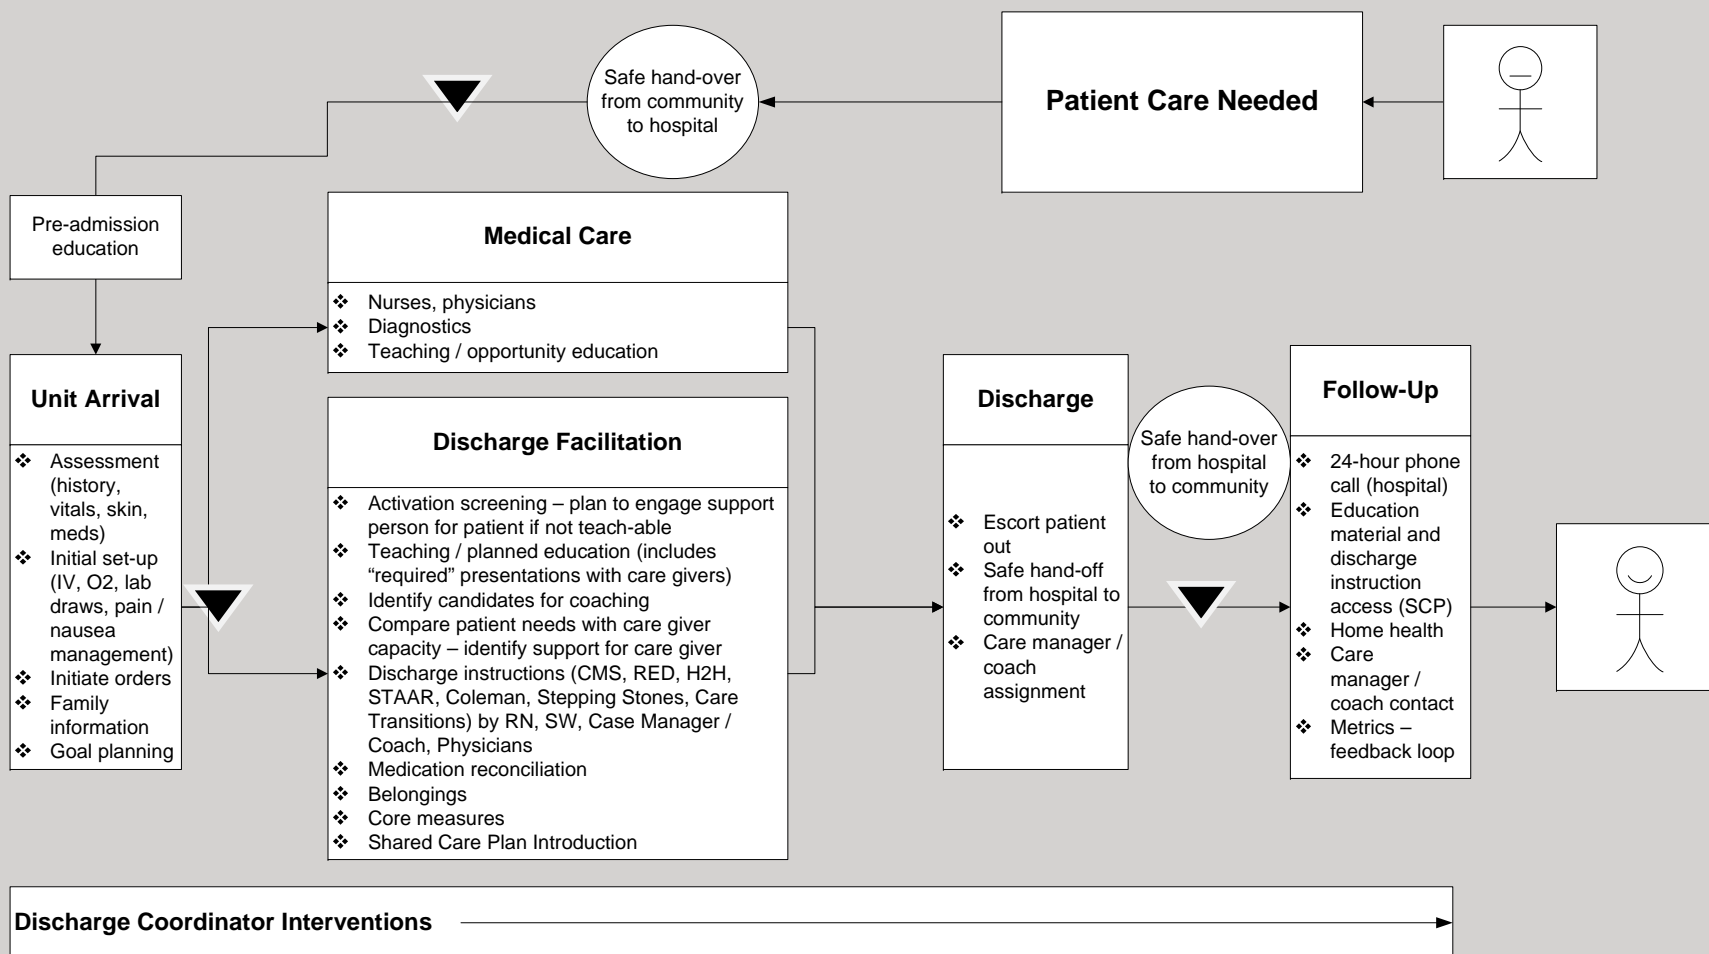 Safe hand-over
from community
to hospital
Patient Care Needed
Pre-admission
education
Medical Care
❖ Nurses, physicians
❖ Diagnostics
❖ Teaching / opportunity education
Unit Arrival
❖ Assessment
(history,
vitals, skin,
meds)
❖ Initial set-up
(IV, O2, lab
draws, pain /
nausea
management)
❖ Initiate orders
❖ Family
information
❖ Goal planning
Discharge Facilitation
❖ Activation screening – plan to engage support
person for patient if not teach-able
❖ Teaching / planned education (includes
“required” presentations with care givers)
❖ Identify candidates for coaching
❖ Compare patient needs with care giver
capacity – identify support for care giver
❖ Discharge instructions (CMS, RED, H2H,
STAAR, Coleman, Stepping Stones, Care
Transitions) by RN, SW, Case Manager /
Coach, Physicians
❖ Medication reconciliation
❖ Belongings
❖ Core measures
❖ Shared Care Plan Introduction
Discharge
❖ Escort patient
out
❖ Safe hand-off
from hospital to
community
❖ Care manager /
coach
assignment
Safe hand-over
from hospital
to community
Follow-Up
❖ 24-hour phone
call (hospital)
❖ Education
material and
discharge
instruction
access (SCP)
❖ Home health
❖ Care
manager /
coach contact
❖ Metrics –
feedback loop
Discharge Coordinator Interventions